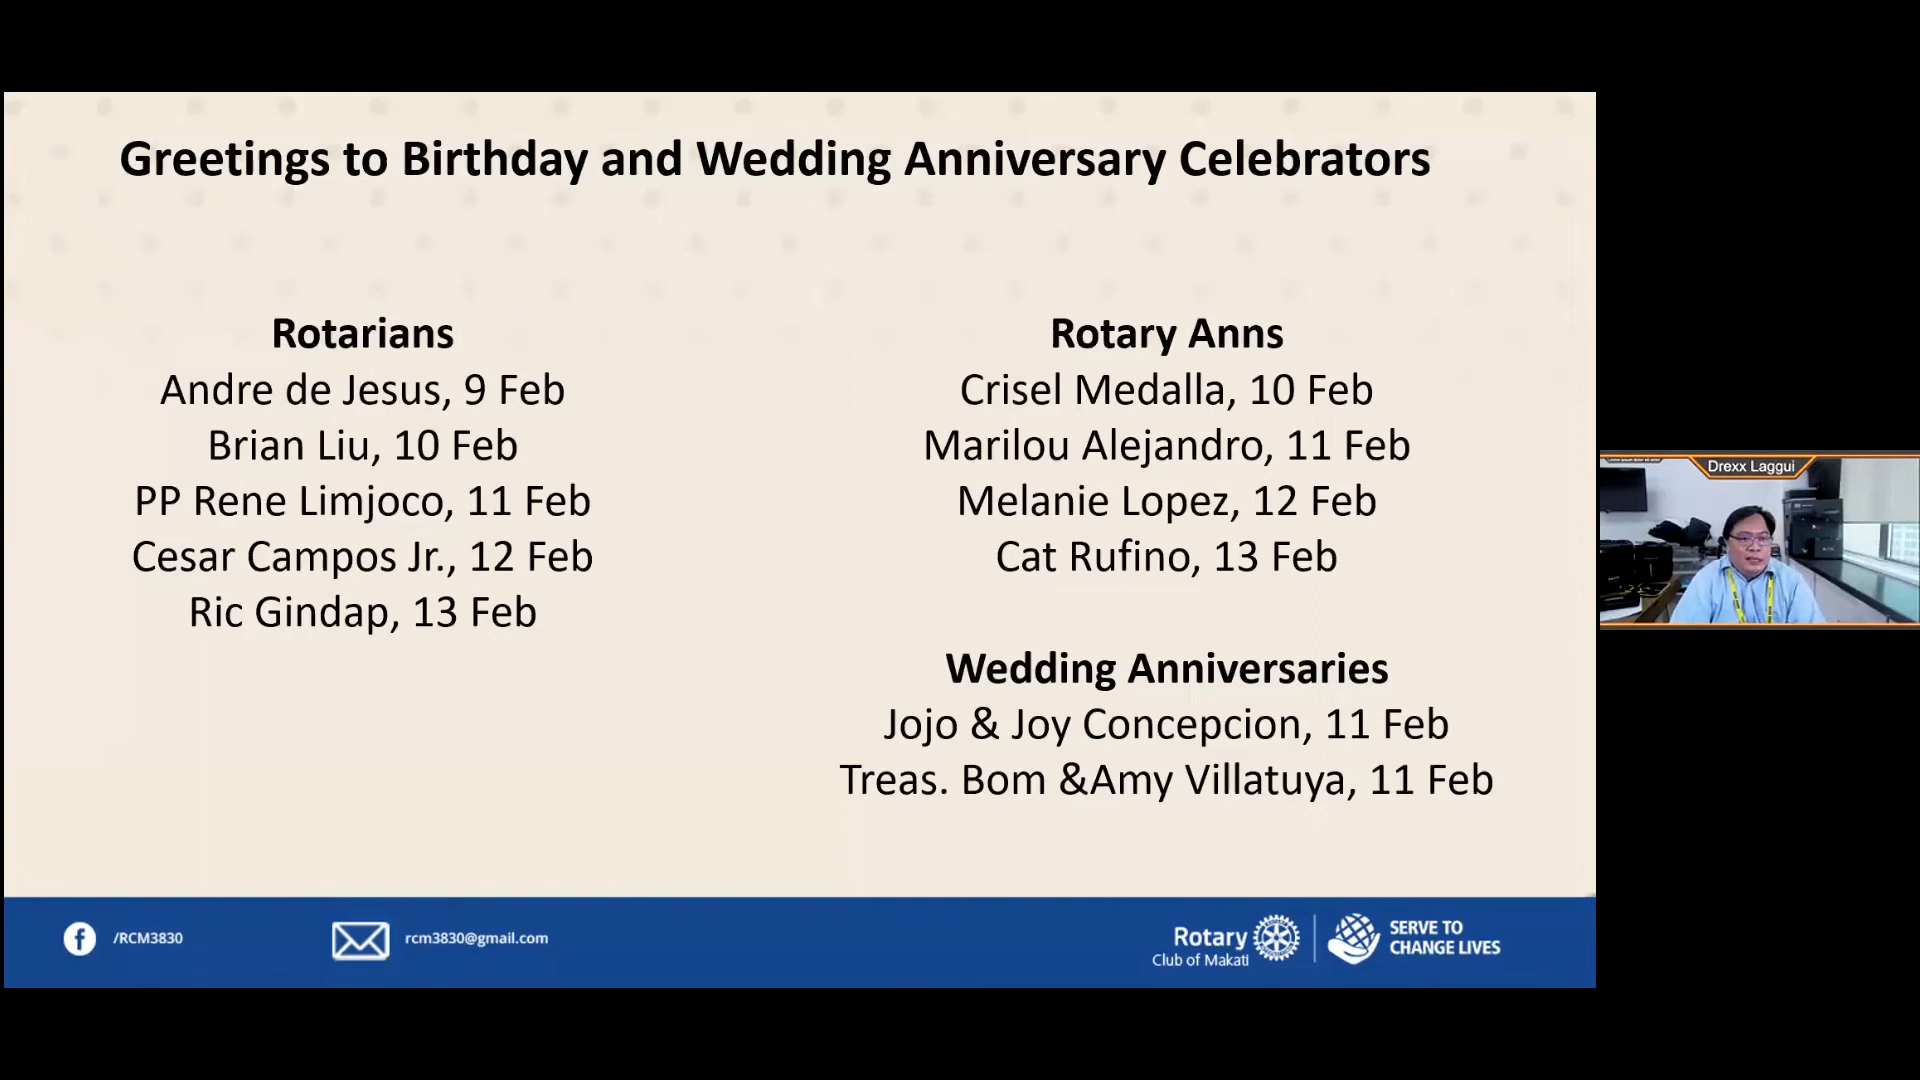 Greetings to Birthday and Wedding Anniversary Celebrators
Rotarians
Andre de Jesus, 9 Feb
Brian Liu, 10 Feb
PP Rene Limjoco, 11 Feb
Cesar Campos Jr., 12 Feb
Ric Gindap, 13 Feb
Rotary Anns
Crisel Medalla, 10 Feb
Marilou Alejandro, 11 Feb
Melanie Lopez, 12 Feb
Cat Rufino, 13 Feb
Wedding Anniversaries
Jojo & Joy Concepcion, 11 Feb
Treas. Bom &Amy Villatuya, 11 Feb
/RCM3830
rcm3830@gmail.com
Rotary
Club of Makati
SERVE TO
CHANGE LIVES
Drexx Laggui